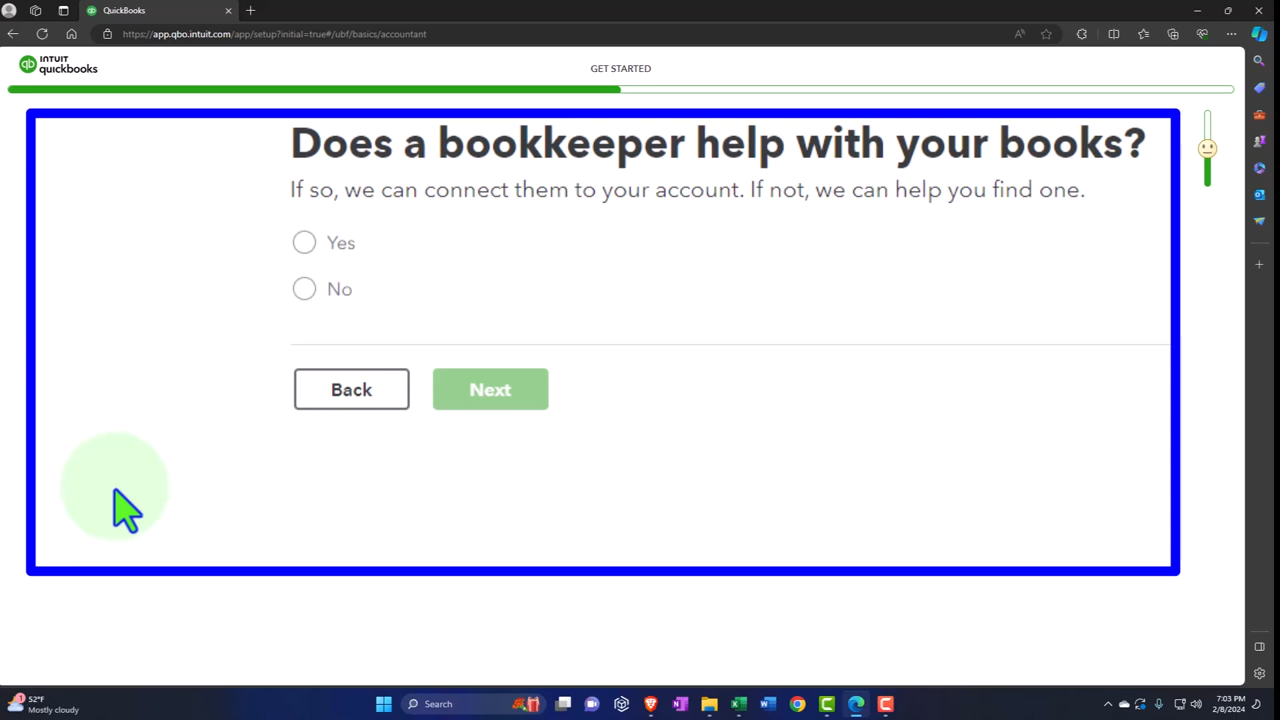 QuickBooks
https://app.qbo.intuit.com/app/setup?initial=true#/ubf/basics/accountant
INTUIT
quickbooks
qb
GET STARTED
Does a bookkeeper help with your books?
If so, we can connect them to your account. If not, we can help you find one.
Yes
No
Back
Next
1
52°F
Mostly cloudy
Search
7:03 PM
2/8/2024